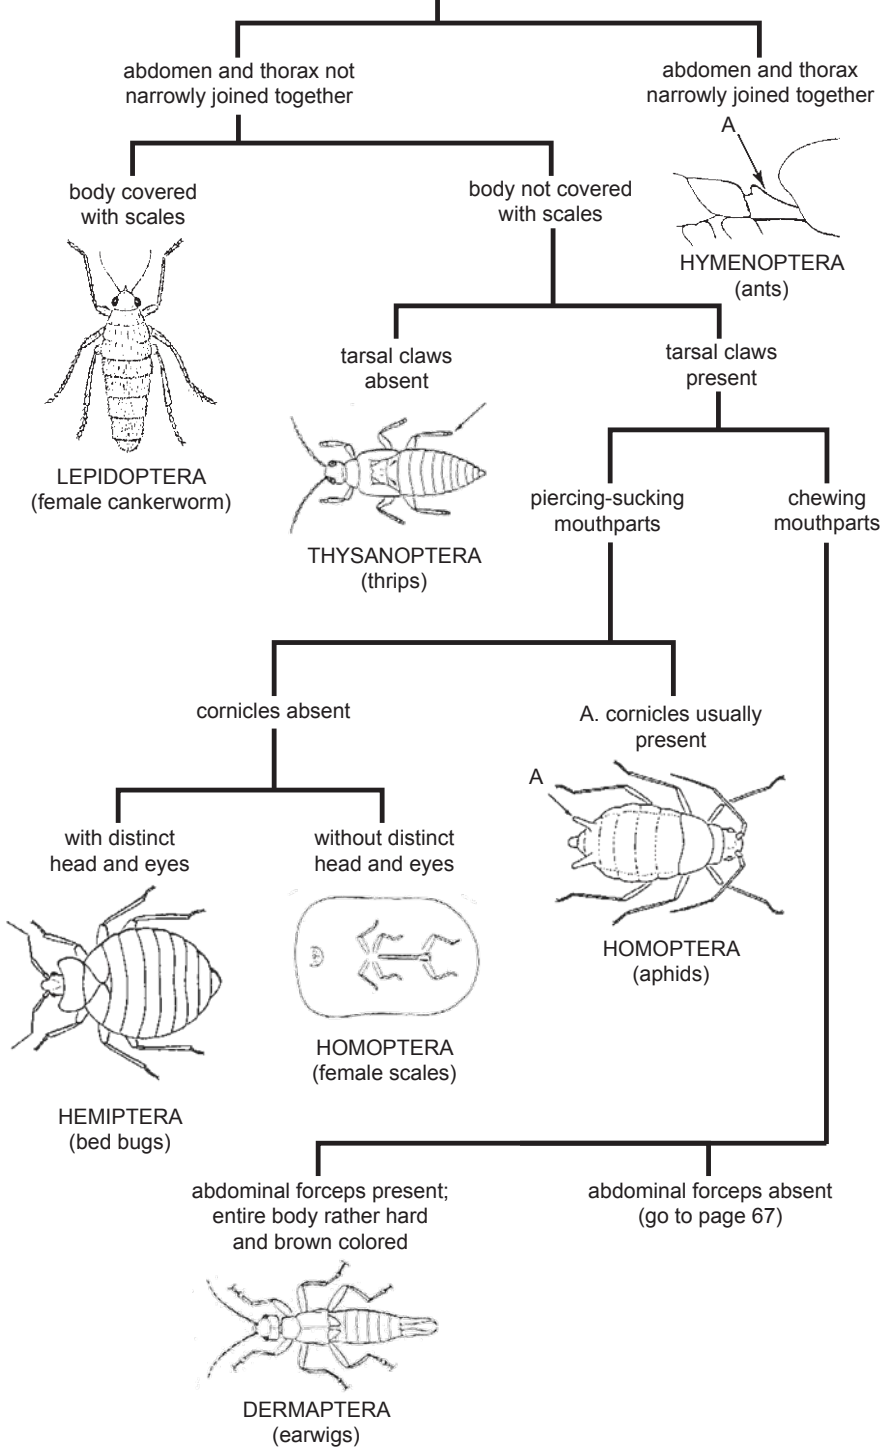 abdomen and thorax not
narrowly joined together
abdomen and thorax
narrowly joined together
A
HYMENOPTERA
(ants)
body covered
with scales
LEPIDOPTERA
(female cankerworm)
body not covered
with scales
tarsal claws
absent
THYSANOPTERA
(thrips)
tarsal claws
present
piercing-sucking
mouthparts
chewing
mouthparts
cornicles absent
A. cornicles usually
present
A
HOMOPTERA
(aphids)
with distinct
head and eyes
HEMIPTERA
(bed bugs)
without distinct
head and eyes
HOMOPTERA
(female scales)
abdominal forceps present;
entire body rather hard
and brown colored
DERMAPTERA
(earwigs)
abdominal forceps absent
(go to page 67)